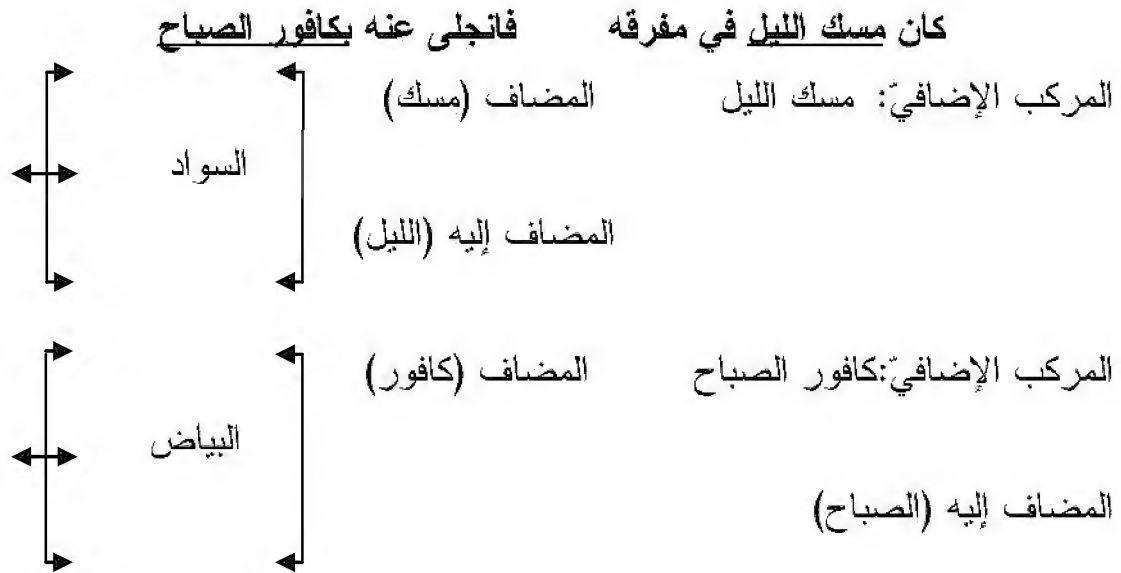 كان مسك الليل في مفرقه فانجلى عنه بكافور الصباح
المركب الإضافيّ: مسك الليل المضاف (مسك)
السواد
المضاف إليه (الليل)
المركب الإضافيّ:كافور الصباح المضاف (كافور)
البياض
المضاف إليه (الصباح)